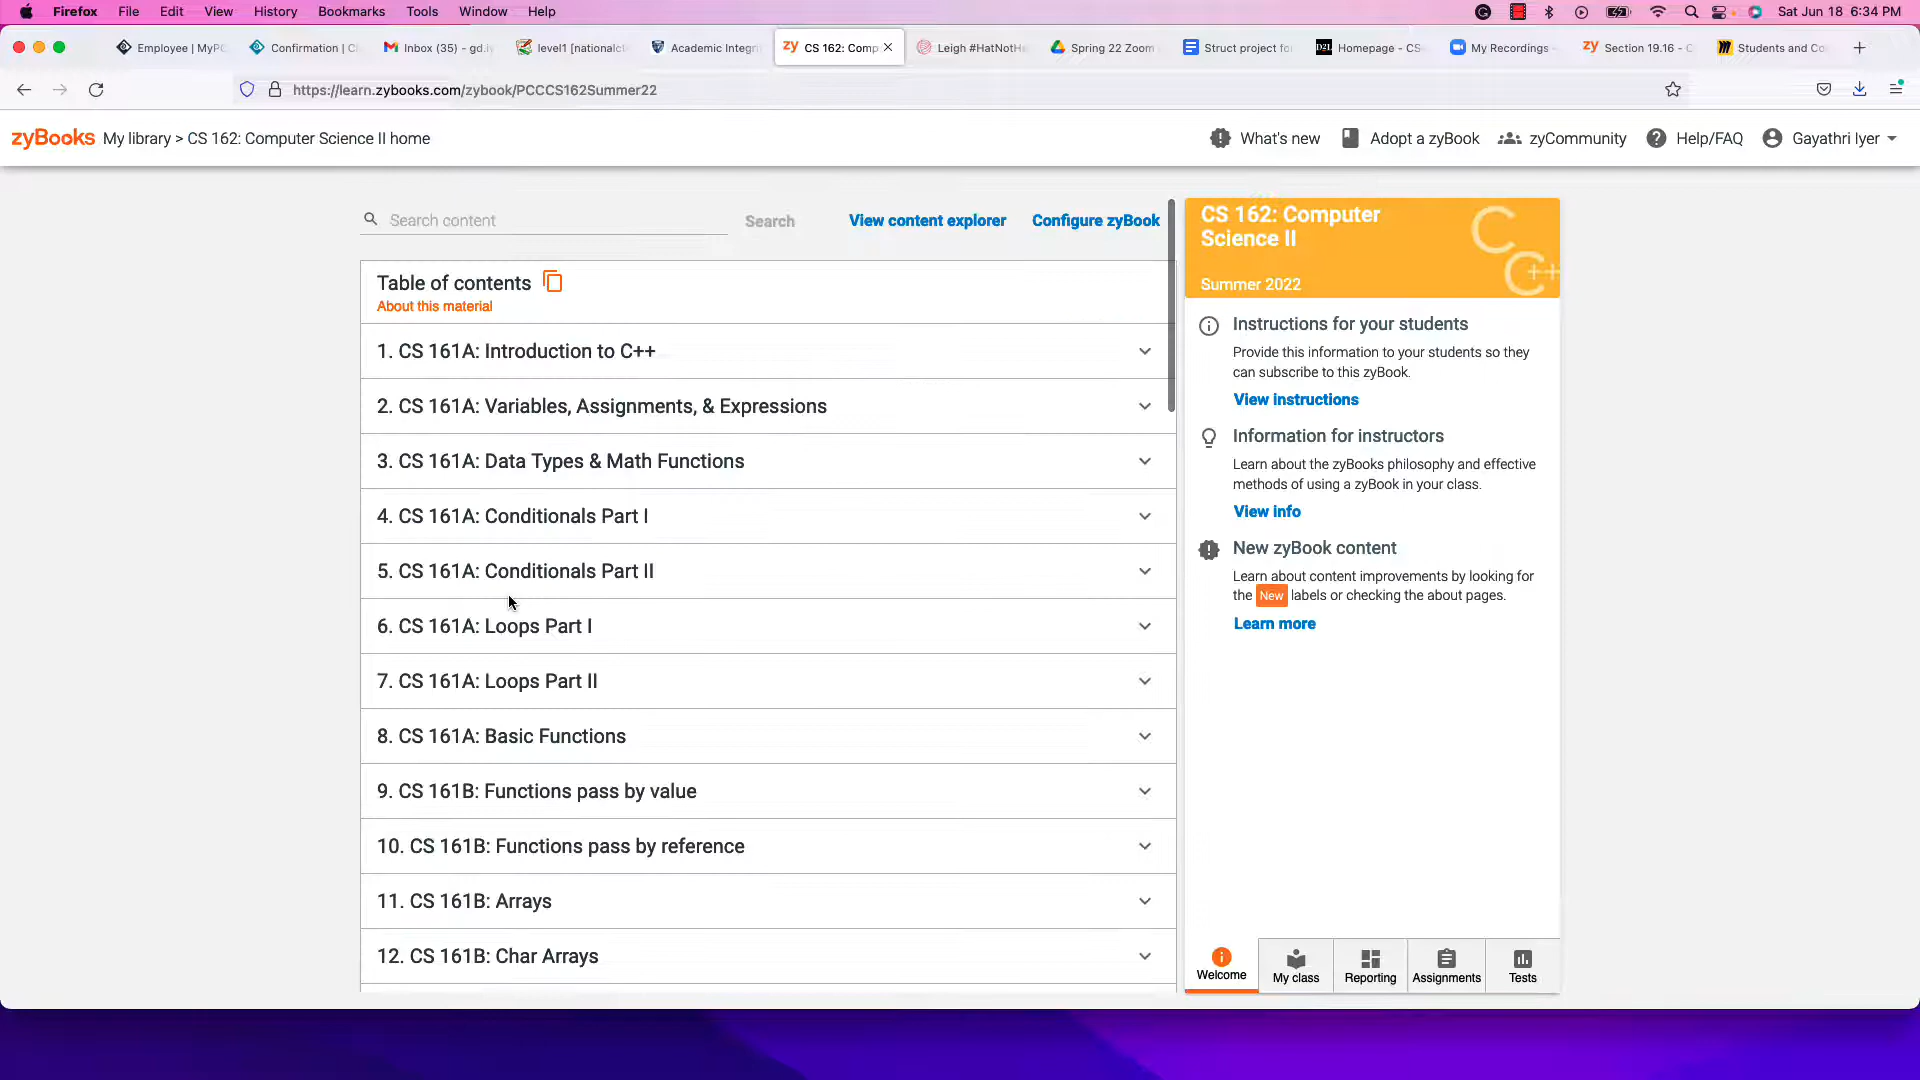 Firefox File Edit View History Bookmarks Tools Window Help Sat Jun 18 6:34 PM
Employee | MyPC Confirmation | C Inbox (35) - gd.iy level1 [nationalc Academic Integri CS 162: Comp Leigh #HatNotHa Spring 22 Zoom Struct project fo D2L Homepage - CS My Recordings - Section 19.16 - C Students and Co
https://learn.zybooks.com/zybook/PCCCS162Summer22
zyBooks My library > CS 162: Computer Science II home What's new Adopt a zyBook zyCommunity Help/FAQ Gayathri Iyer
Search content Search View content explorer Configure zyBook
Table of contents
About this material
1. CS 161A: Introduction to C++
2. CS 161A: Variables, Assignments, & Expressions
3. CS 161A: Data Types & Math Functions
4. CS 161A: Conditionals Part I
5. CS 161A: Conditionals Part II
6. CS 161A: Loops Part I
7. CS 161A: Loops Part II
8. CS 161A: Basic Functions
9. CS 161B: Functions pass by value
10. CS 161B: Functions pass by reference
11. CS 161B: Arrays
12. CS 161B: Char Arrays
CS 162: Computer
Science II
Summer 2022
C
C++
Instructions for your students
Provide this information to your students so they
can subscribe to this zyBook.
View instructions
Information for instructors
Learn about the zyBooks philosophy and effective
methods of using a zyBook in your class.
View info
New zyBook content
Learn about content improvements by looking for
the New labels or checking the about pages.
Learn more
Welcome My class Reporting Assignments Tests